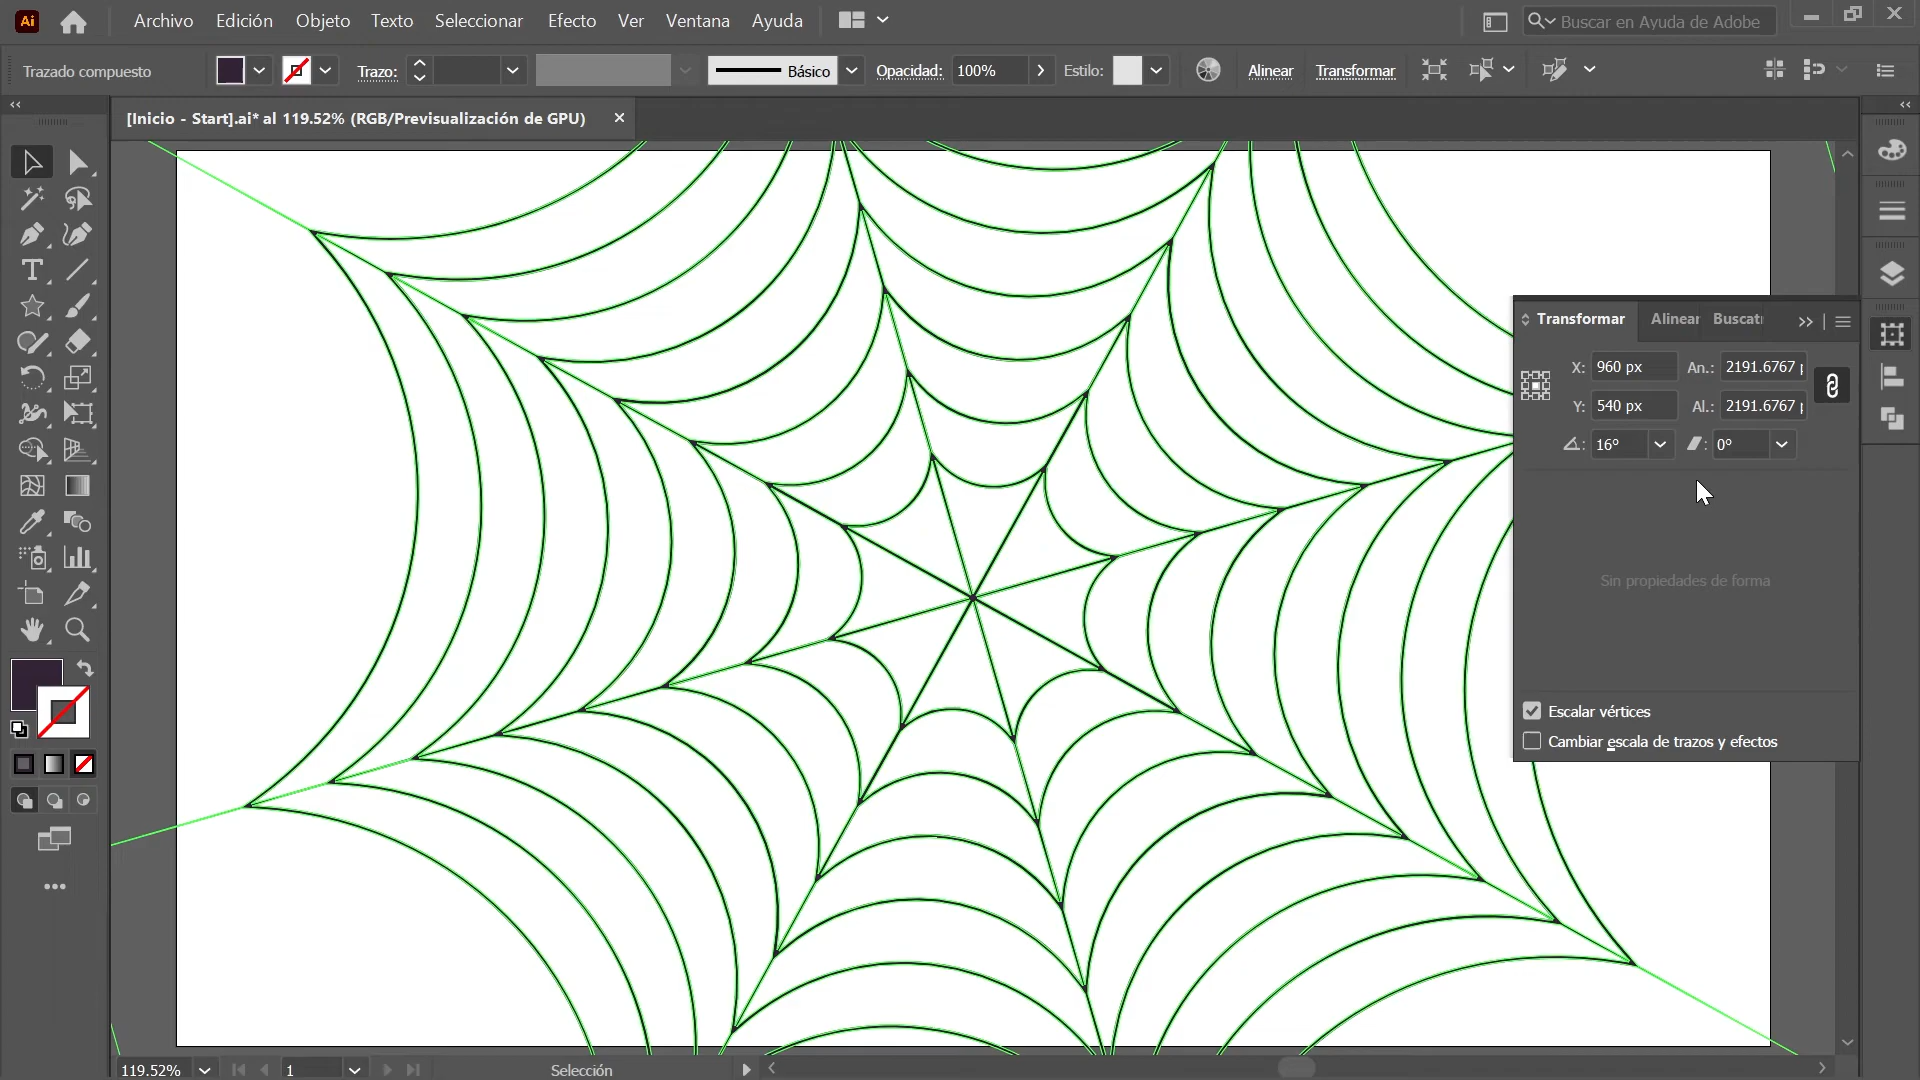 Ai Archivo Edición Objeto Texto Seleccionar Efecto Ver Ventana Ayuda Buscar en Ayuda de Adobe
Trazado compuesto Trazo: Básico Opacidad: 100% Estilo: Alinear Transformar
[Inicio - Start].ai* al 119.52% (RGB/Previsualización de GPU) ×
Transformar Alinear
X: 960 px An.: 2191.6767
Y: 540 px Al.: 2191.6767
16° 0°
Sin propiedades de forma
Escalar vértices
Cambiar escala de trazos y efectos
119.52% 1 Selección